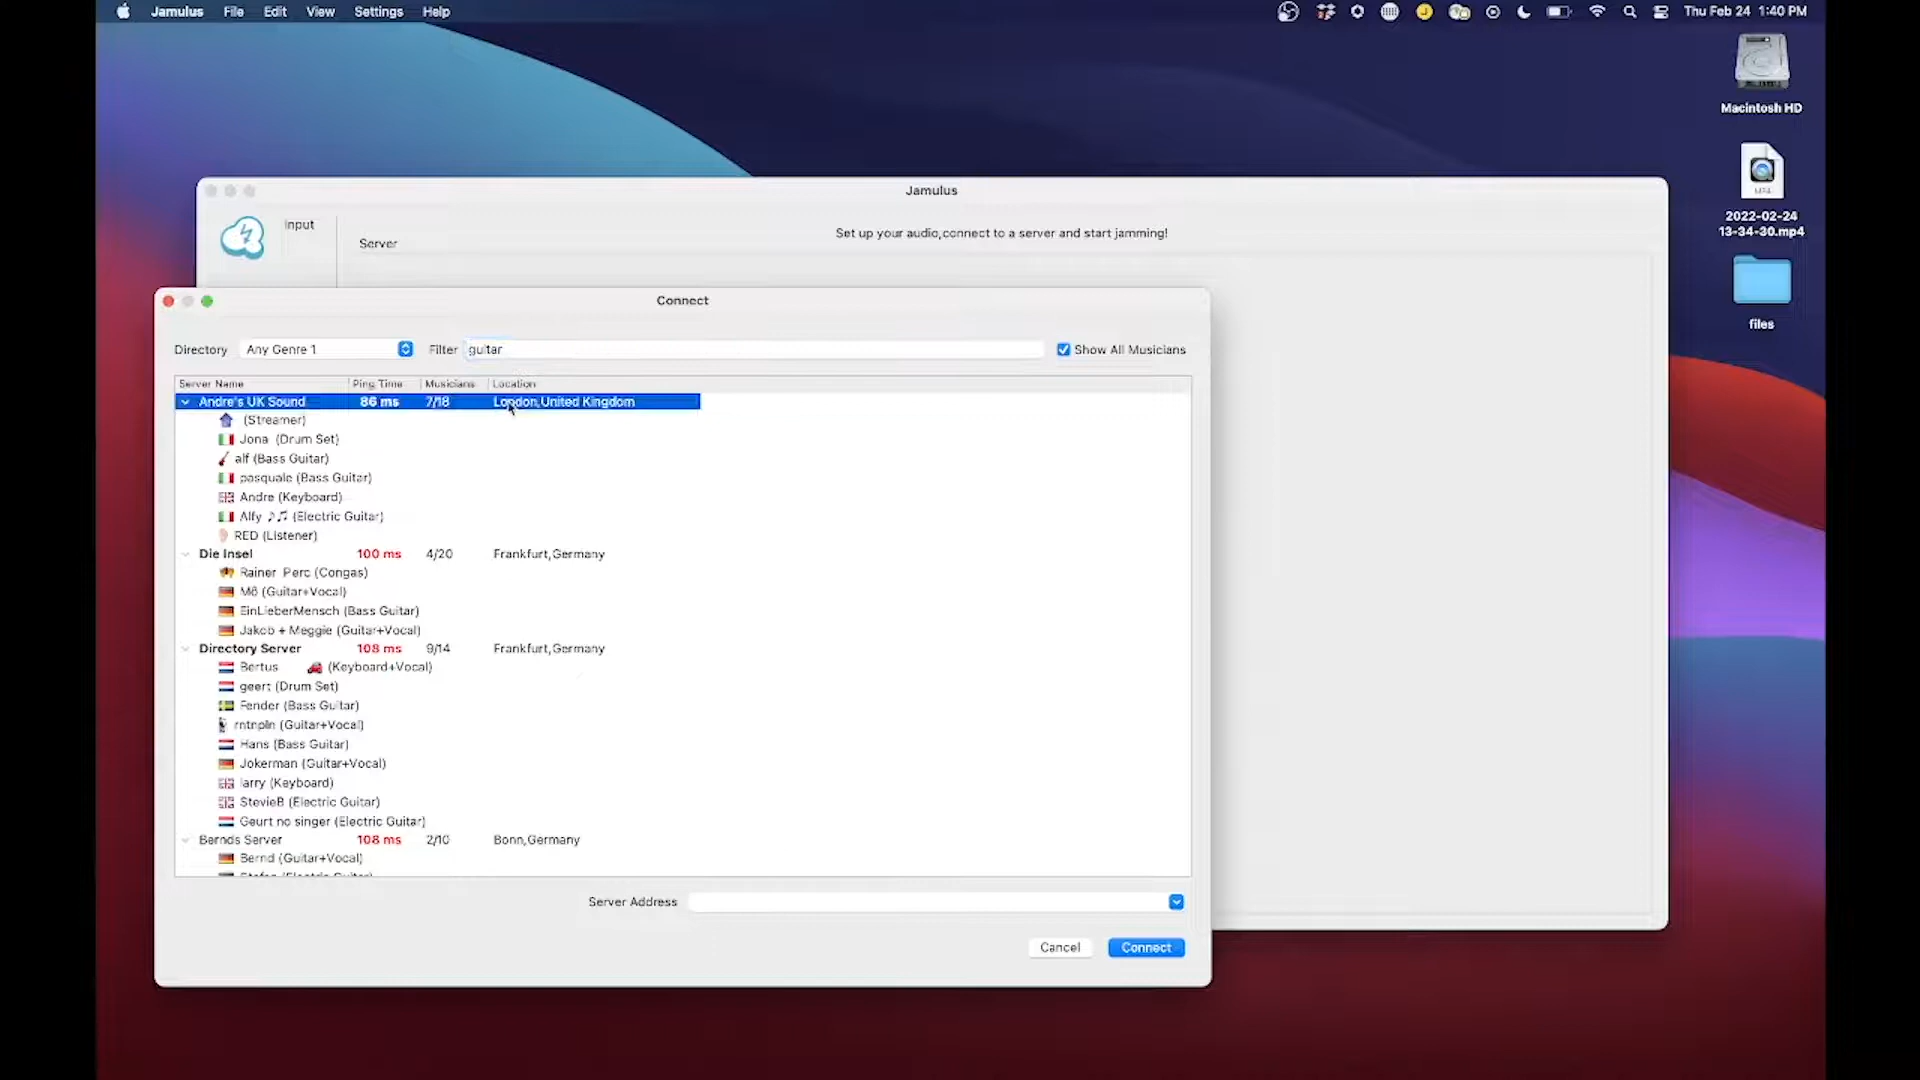 Jamulus File Edit View Settings Help Thu Feb 24 1:40 PM
Macintosh HD
MP4
2022-02-24
13-34-30.mp4
files
Jamulus
Input
Set up your audio,connect to a server and start jamming!
Server
Connect
Directory Any Genre 1 Filter guitar Show All Musicians
Server Name Ping Time Musicians Location
Andre's UK Sound 86 ms 7/18 London,United Kingdom
(Streamer)
Jona (Drum Set)
alf (Bass Guitar)
pasquale (Bass Guitar)
Andre (Keyboard)
Alfy ♪♫ (Electric Guitar)
RED (Listener)
Die Insel 100 ms 4/20 Frankfurt,Germany
Rainer Perc (Congas)
(Guitar+Vocal)
EinLieberMensch (Bass Guitar)
Jakob + Meggie (Guitar+Vocal)
Directory Server 108 ms 9/14 Frankfurt,Germany
Bertus (Keyboard+Vocal)
geert (Drum Set)
Fender (Bass Guitar)
rntnpln (Guitar+Vocal)
Hans (Bass Guitar)
Jokerman (Guitar+Vocal)
larry (Keyboard)
StevieB (Electric Guitar)
Geurt no singer (Electric Guitar)
Bernds Server 108 ms 2/10 Bonn,Germany
Bernd (Guitar+Vocal)
Server Address
Cancel Connect